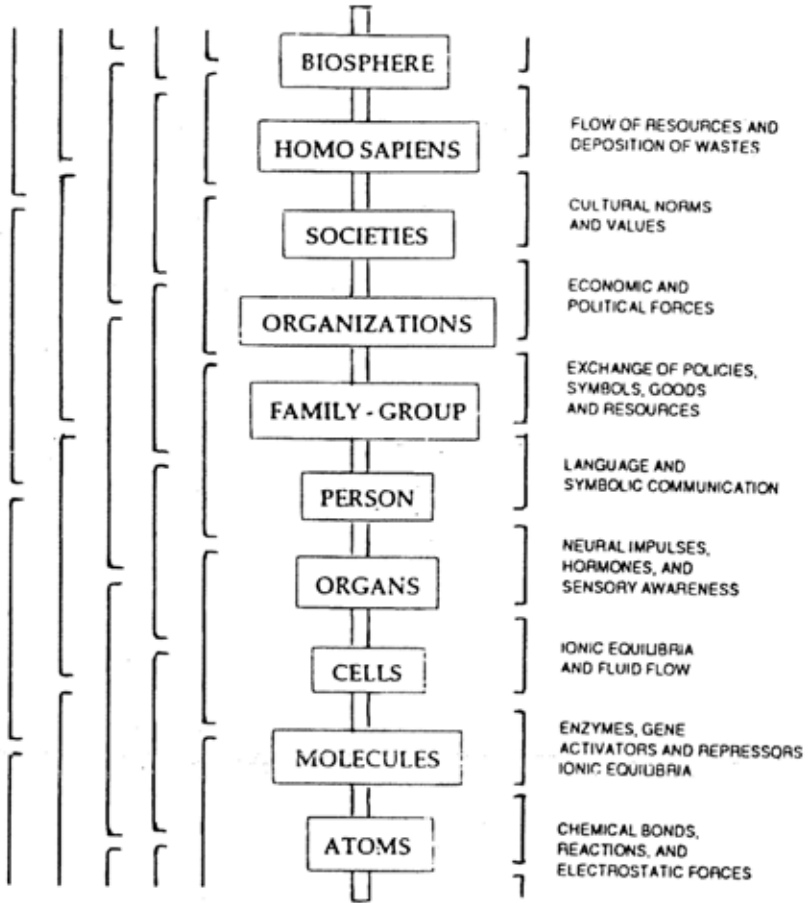 BIOSPHERE
FLOW OF RESOURCES AND
DEPOSITION OF WASTES
HOMO SAPIENS
CULTURAL NORMS
AND VALUES
SOCIETIES
ECONOMIC AND
POLITICAL FORCES
ORGANIZATIONS
EXCHANGE OF POLICIES,
SYMBOLS, GOODS
AND RESOURCES
FAMILY - GROUP
LANGUAGE AND
SYMBOLIC COMMUNICATION
PERSON
NEURAL IMPULSES,
HORMONES, AND
SENSORY AWARENESS
ORGANS
IONIC EQUILIBRIA
AND FLUID FLOW
CELLS
ENZYMES, GENE
ACTIVATORS AND REPRESSORS
IONIC EQUILIBRIA
MOLECULES
CHEMICAL BONDS,
REACTIONS, AND
ELECTROSTATIC FORCES
ATOMS